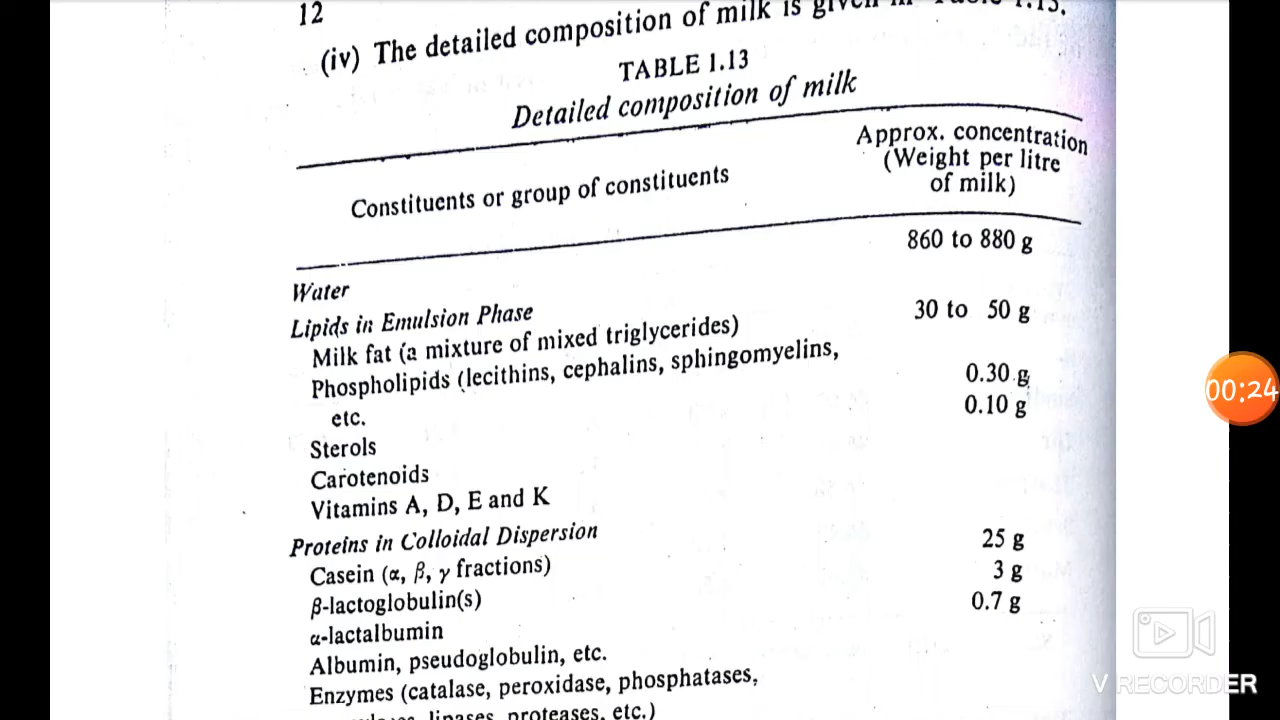 12
(iv) The detailed composition of milk is given in Table 1.13.
TABLE 1.13
Detailed composition of milk
Constituents or group of constituents
Approx. concentration
(Weight per litre
of milk)
Water 860 to 880 g
Lipids in Emulsion Phase
Milk fat (a mixture of mixed triglycerides) 30 to 50 g
Phospholipids (lecithins, cephalins, sphingomyelins,
etc. 0.30 g
Sterols 0.10 g
Carotenoids
Vitamins A, D, E and K
Proteins in Colloidal Dispersion
Casein (α, β, γ fractions) 25 g
β-lactoglobulin(s) 3 g
α-lactalbumin 0.7 g
Albumin, pseudoglobulin, etc.
Enzymes (catalase, peroxidase, phosphatases,
lipases, proteases, etc.)
00:24
V RECORDER